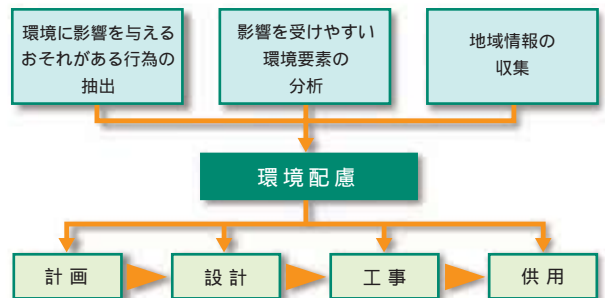 環境に影響を与える
おそれがある行為の
抽出
影響を受けやすい
環境要素の
分析
地域情報の
収集
環境配慮
計画
設計
工事
供用